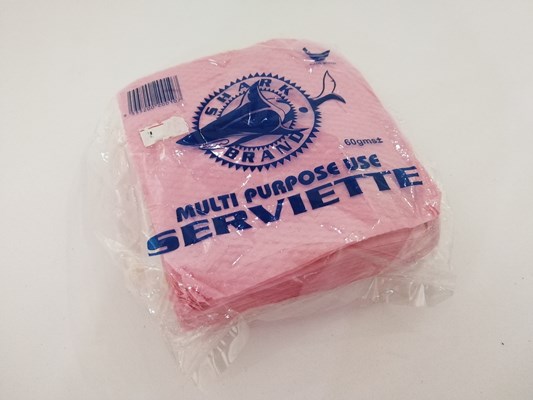 SHARK
BRAND
60gms±
MULTI PURPOSE USE
SERVIETTE